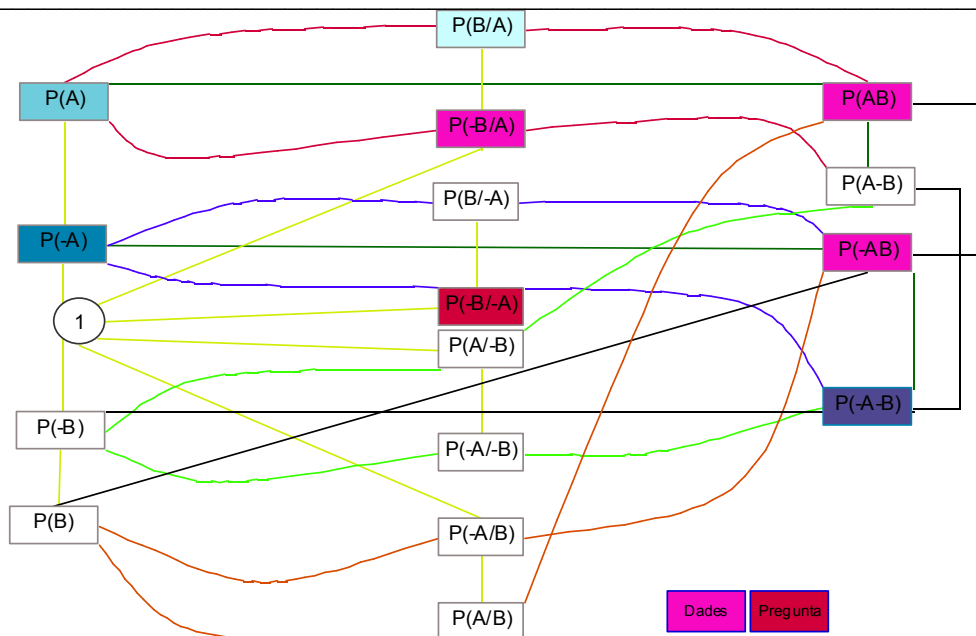 P(B/A)
P(A)
P(AB)
P(-B/A)
P(A-B)
P(B/-A)
P(-A)
P(-AB)
P(-B/-A)
1
P(A/-B)
P(-A-B)
P(-B)
P(-A/-B)
P(B)
P(-A/B)
P(A/B)
Dades
Pregunta